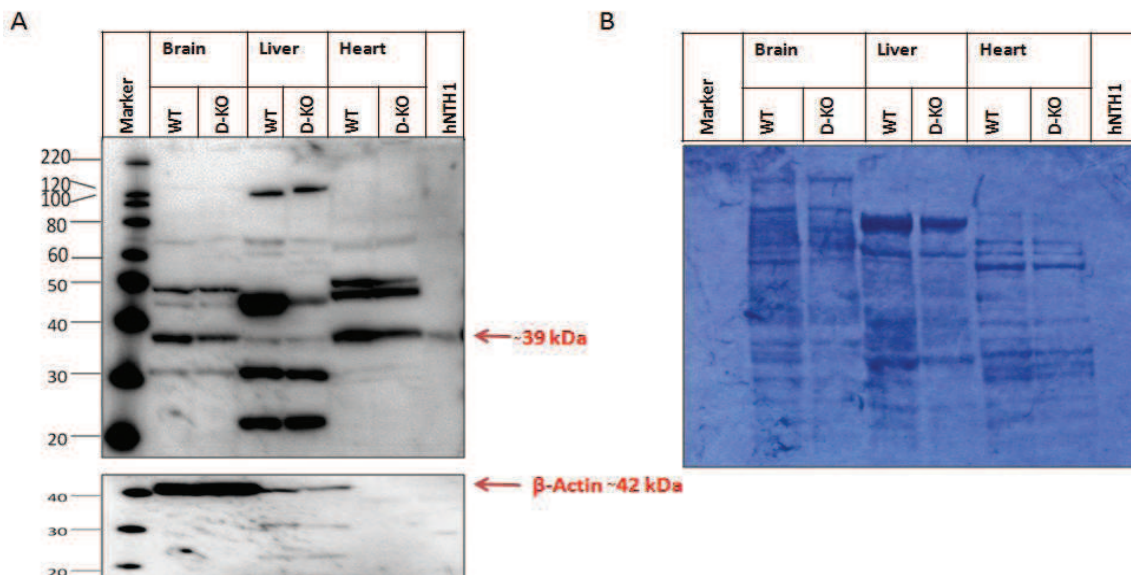 A
Brain Liver Heart
Marker WT D-KO WT D-KO WT D-KO hNTH1
220
120
100
80
60
50
40
30
20
~39 kDa
40
30
20
β-Actin ~42 kDa
B
Brain Liver Heart
Marker WT D-KO WT D-KO WT D-KO hNTH1